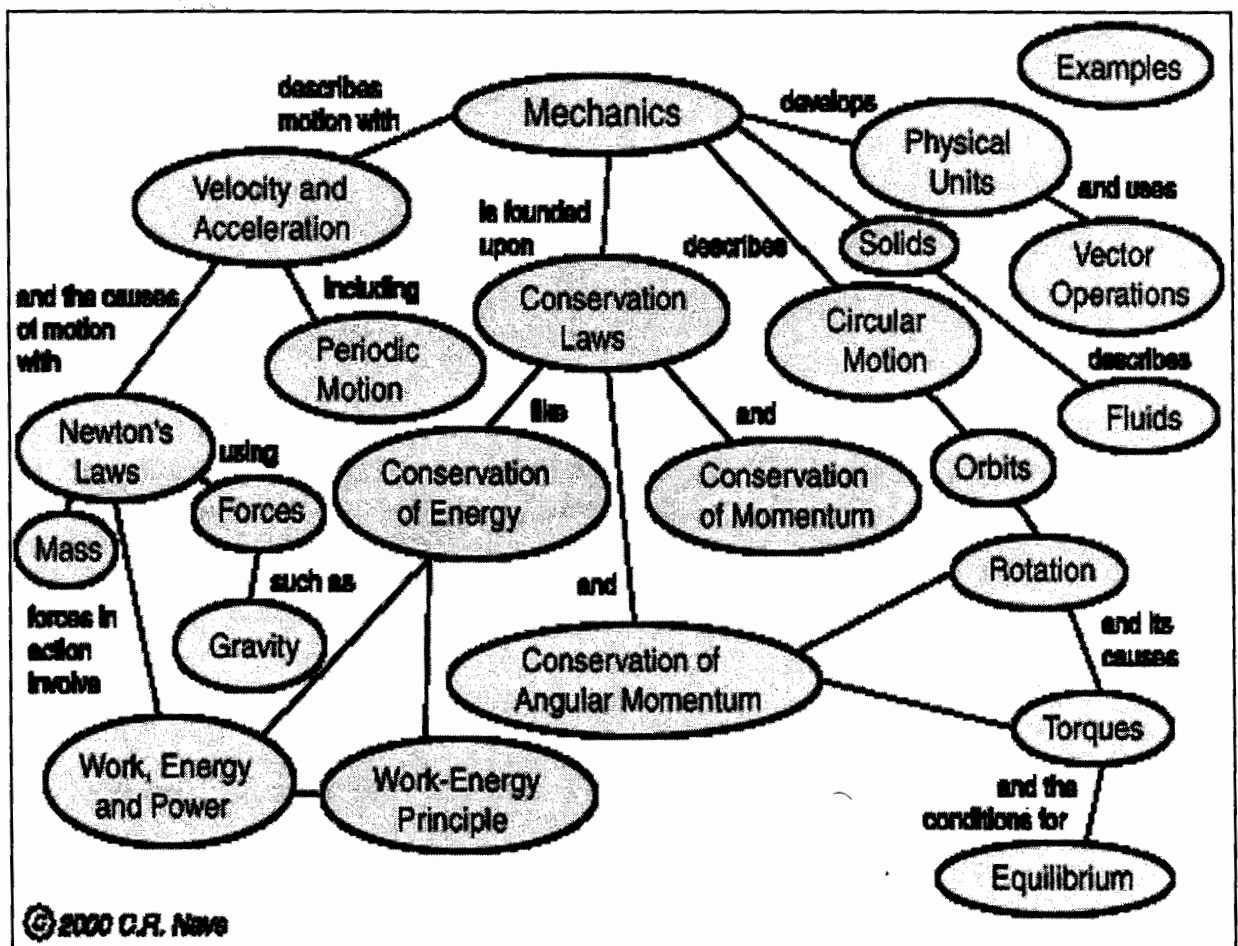 Examples
describes
motion with
Mechanics
develops
Physical
Units
Velocity and
Acceleration
is founded
upon
describes
Solids
and uses
Vector
Operations
and the causes
of motion
with
including
Periodic
Motion
Conservation
Laws
Circular
Motion
describes
Fluids
like
and
Newton's
Laws
using
Forces
Conservation
of Energy
Conservation
of Momentum
Orbits
Mass
such as
and
Rotation
forces in
action
involve
Gravity
Conservation of
Angular Momentum
and its
causes
Torques
Work, Energy
and Power
Work-Energy
Principle
and the
conditions for
Equilibrium
© 2000 C.R. Nave